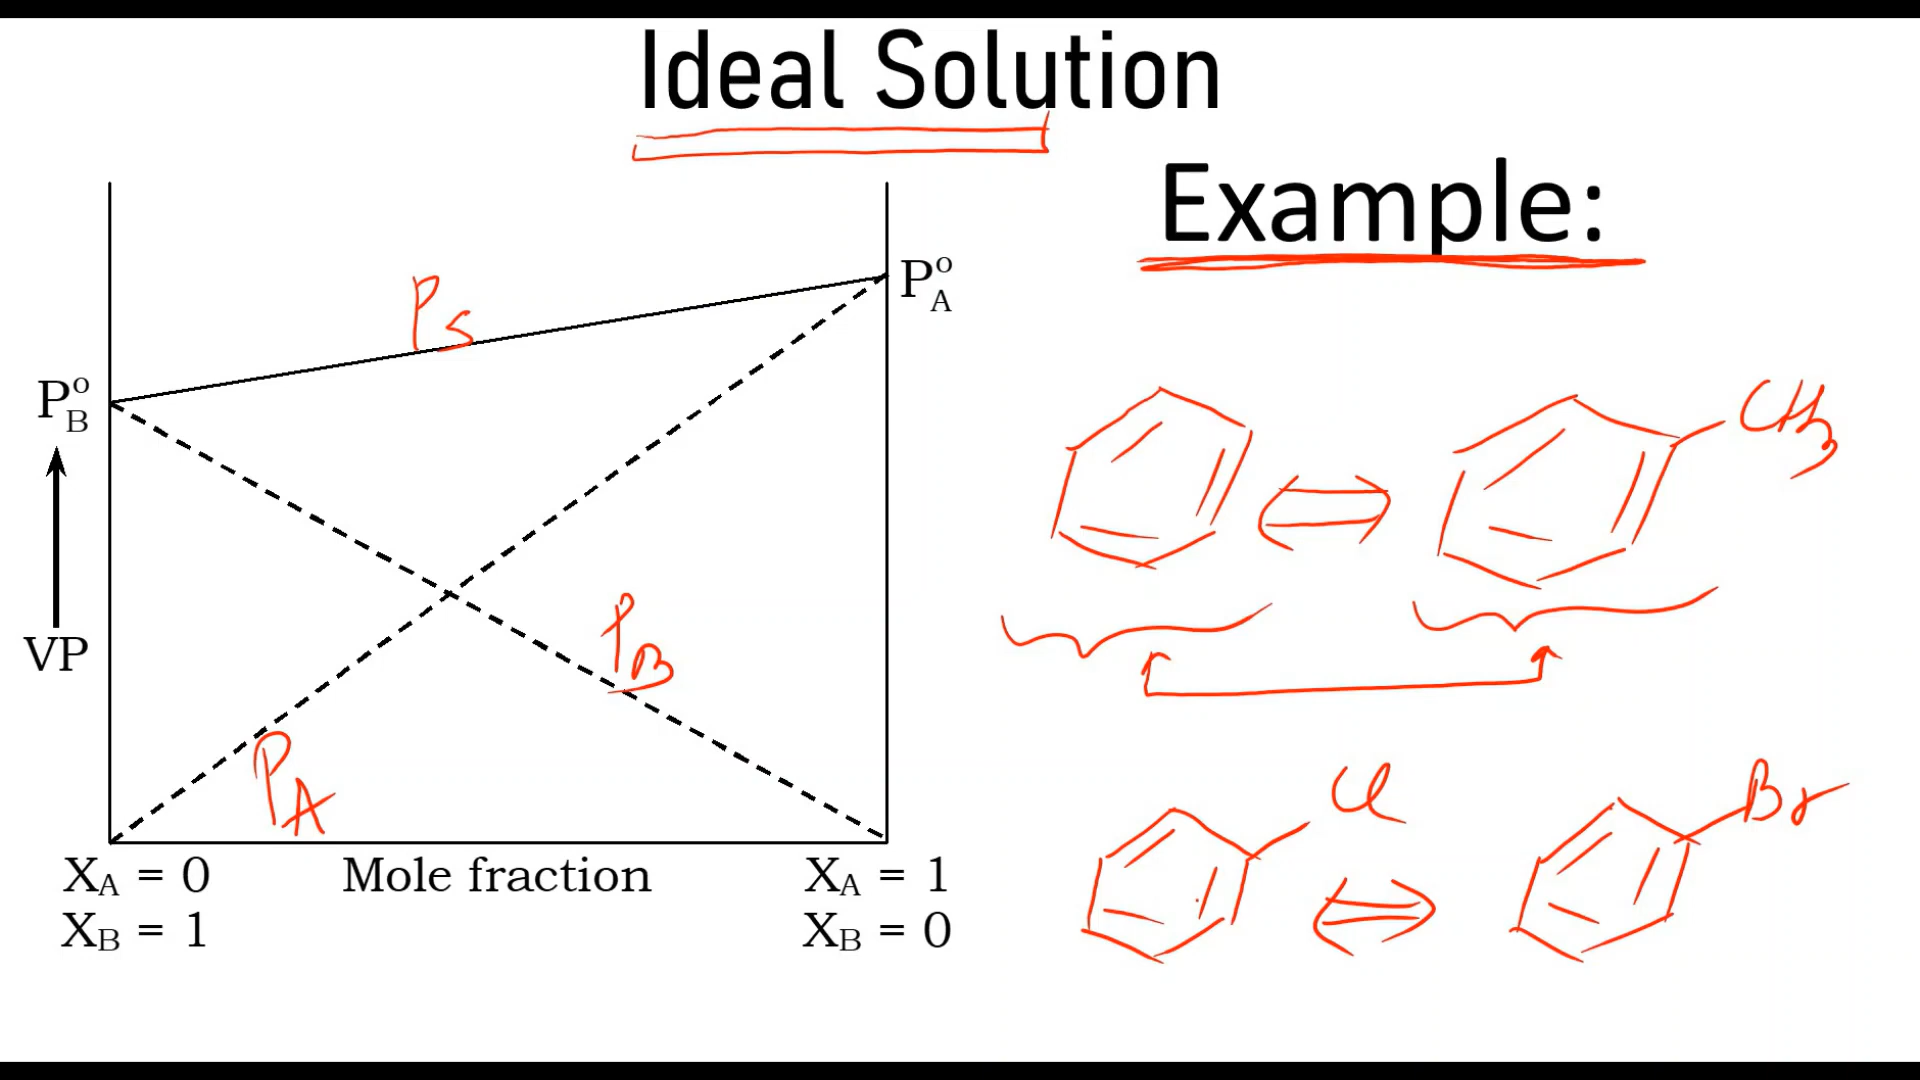 Ideal Solution
Example:
P°A
P°B
VP
PS
PB
PA
XA = 0 Mole fraction XA = 1
XB = 1 XB = 0
CH3
Cl
Br